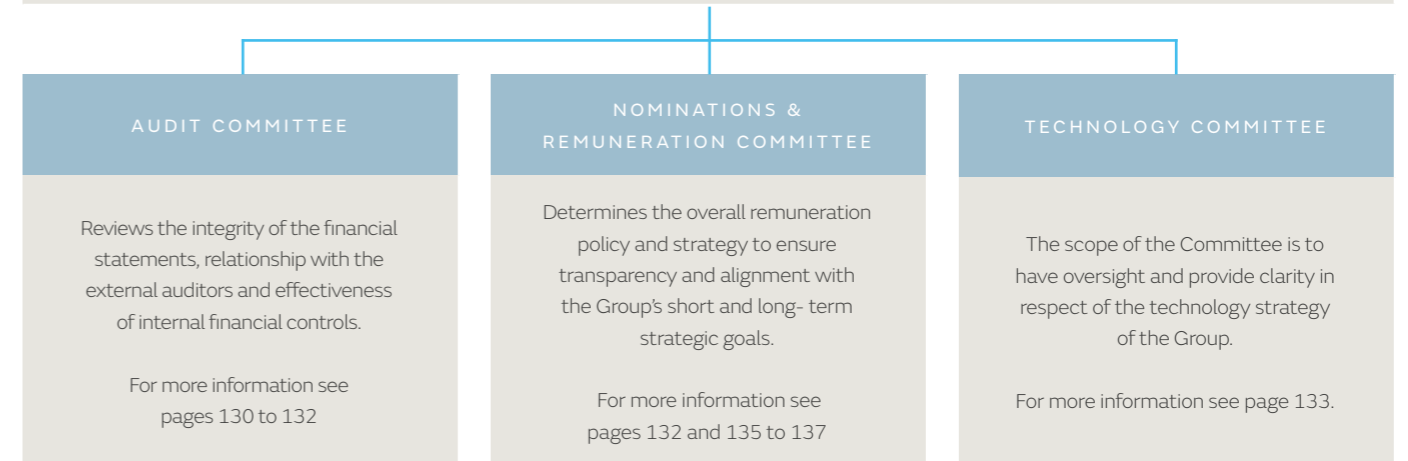 AUDIT COMMITTEE
Reviews the integrity of the financial
statements, relationship with the
external auditors and effectiveness
of internal financial controls.
For more information see
pages 130 to 132
NOMINATIONS &
REMUNERATION COMMITTEE
Determines the overall remuneration
policy and strategy to ensure
transparency and alignment with
the Group's short and long- term
strategic goals.
For more information see
pages 132 and 135 to 137
TECHNOLOGY COMMITTEE
The scope of the Committee is to
have oversight and provide clarity in
respect of the technology strategy
of the Group.
For more information see page 133.